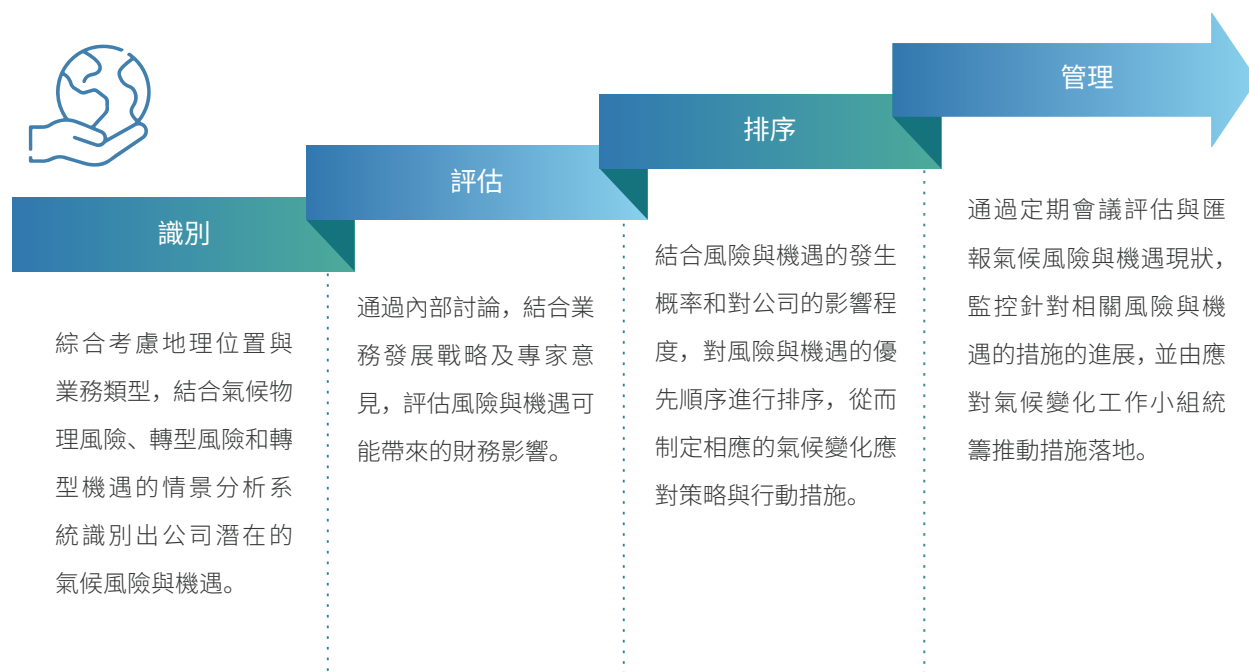 識別
綜合考慮地理位置與
業務類型，結合氣候物
理風險、轉型風險和轉
型機遇的情景分析系
統識別出公司潛在的
氣候風險與機遇。
評估
通過內部討論，結合業
務發展戰略及專家意
見，評估風險與機遇可
能帶來的財務影響。
排序
結合風險與機遇的發生
概率和對公司的影響程
度，對風險與機遇的優
先順序進行排序，從而
制定相應的氣候變化應
對策略與行動措施。
管理
通過定期會議評估與匯
報氣候風險與機遇現狀，
監控針對相關風險與機
遇的措施的進展，並由應
對氣候變化工作小組統
籌推動措施落地。